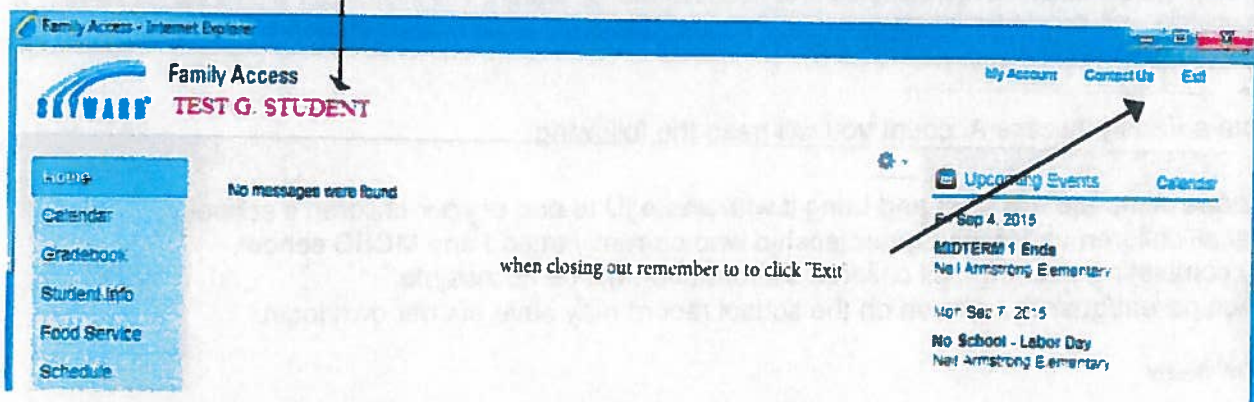 Family Access - Internet Explorer
SKYWARD
Family Access
TEST G. STUDENT
My Account Contact Us Exit
Home
Calendar
Gradebook
Student Info
Food Service
Schedule
No messages were found
when closing out remember to to click "Exit
Upcoming Events Calendar
Fri Sep 4, 2015
MIDTERM 1 Ends
Neil Armstrong Elementary
Mon Sep 7, 2015
No School - Labor Day
Neil Armstrong Elementary